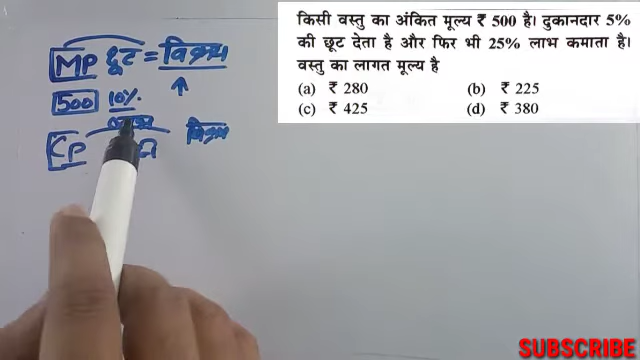 किसी वस्तु का अंकित मूल्य ₹ 500 है। दुकानदार 5%
की छूट देता है और फिर भी 25% लाभ कमाता है।
वस्तु का लागत मूल्य है
(a) ₹ 280 (b) ₹ 225
(c) ₹ 425 (d) ₹ 380
MP छूट = विक्रय
500 10%
CP विक्रय
SUBSCRIBE